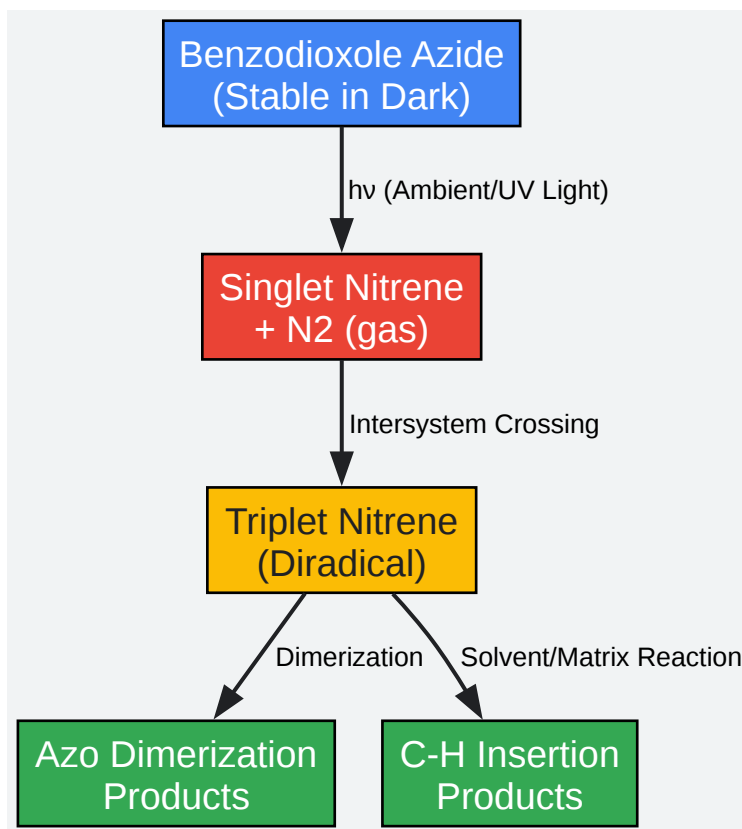 Benzodioxole Azide
(Stable in Dark)
hν (Ambient/UV Light)
Singlet Nitrene
+ N2 (gas)
Intersystem Crossing
Triplet Nitrene
(Diradical)
Dimerization
Solvent/Matrix Reaction
Azo Dimerization
Products
C-H Insertion
Products